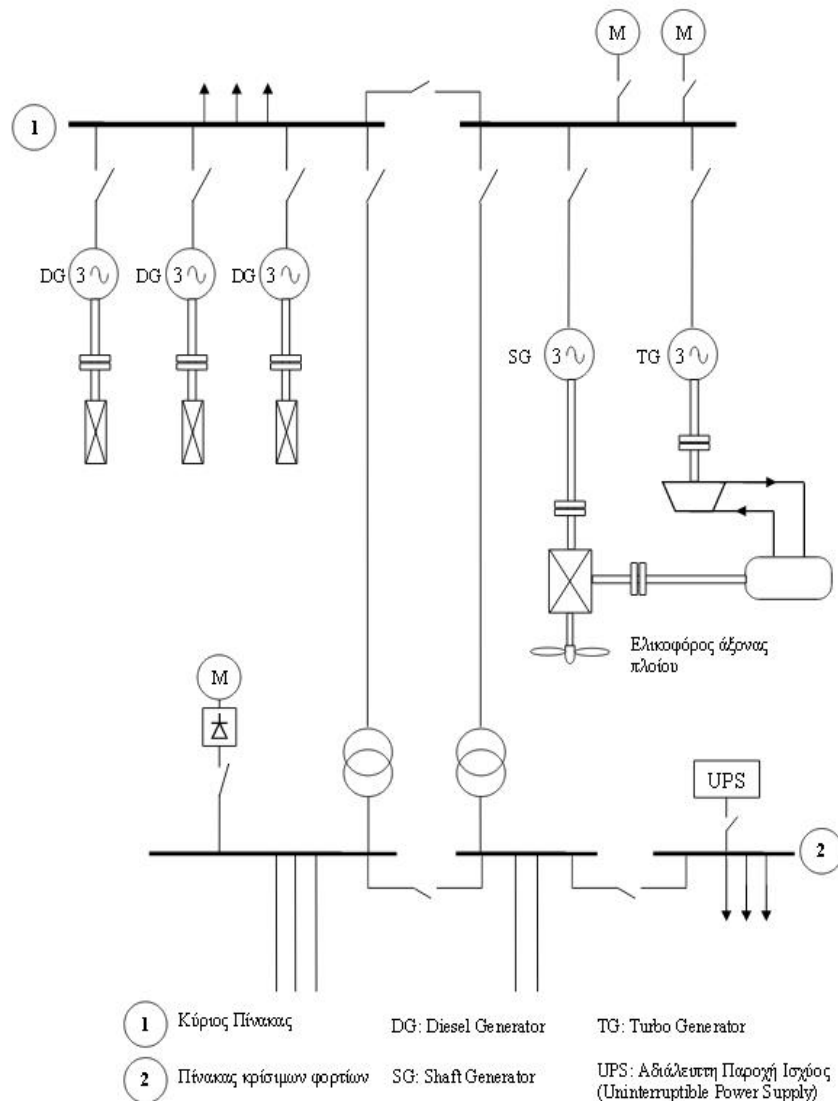 M M
1
DG 3 DG 3 DG 3
SG 3 TG 3
Ελικοφόρος άξονας
πλοίου
M
UPS
2
1 Κύριος Πίνακας DG: Diesel Generator TG: Turbo Generator
2 Πίνακας κρίσιμων φορτίων SG: Shaft Generator UPS: Αδιάλειπτη Παροχή Ισχύος
(Uninterruptible Power Supply)